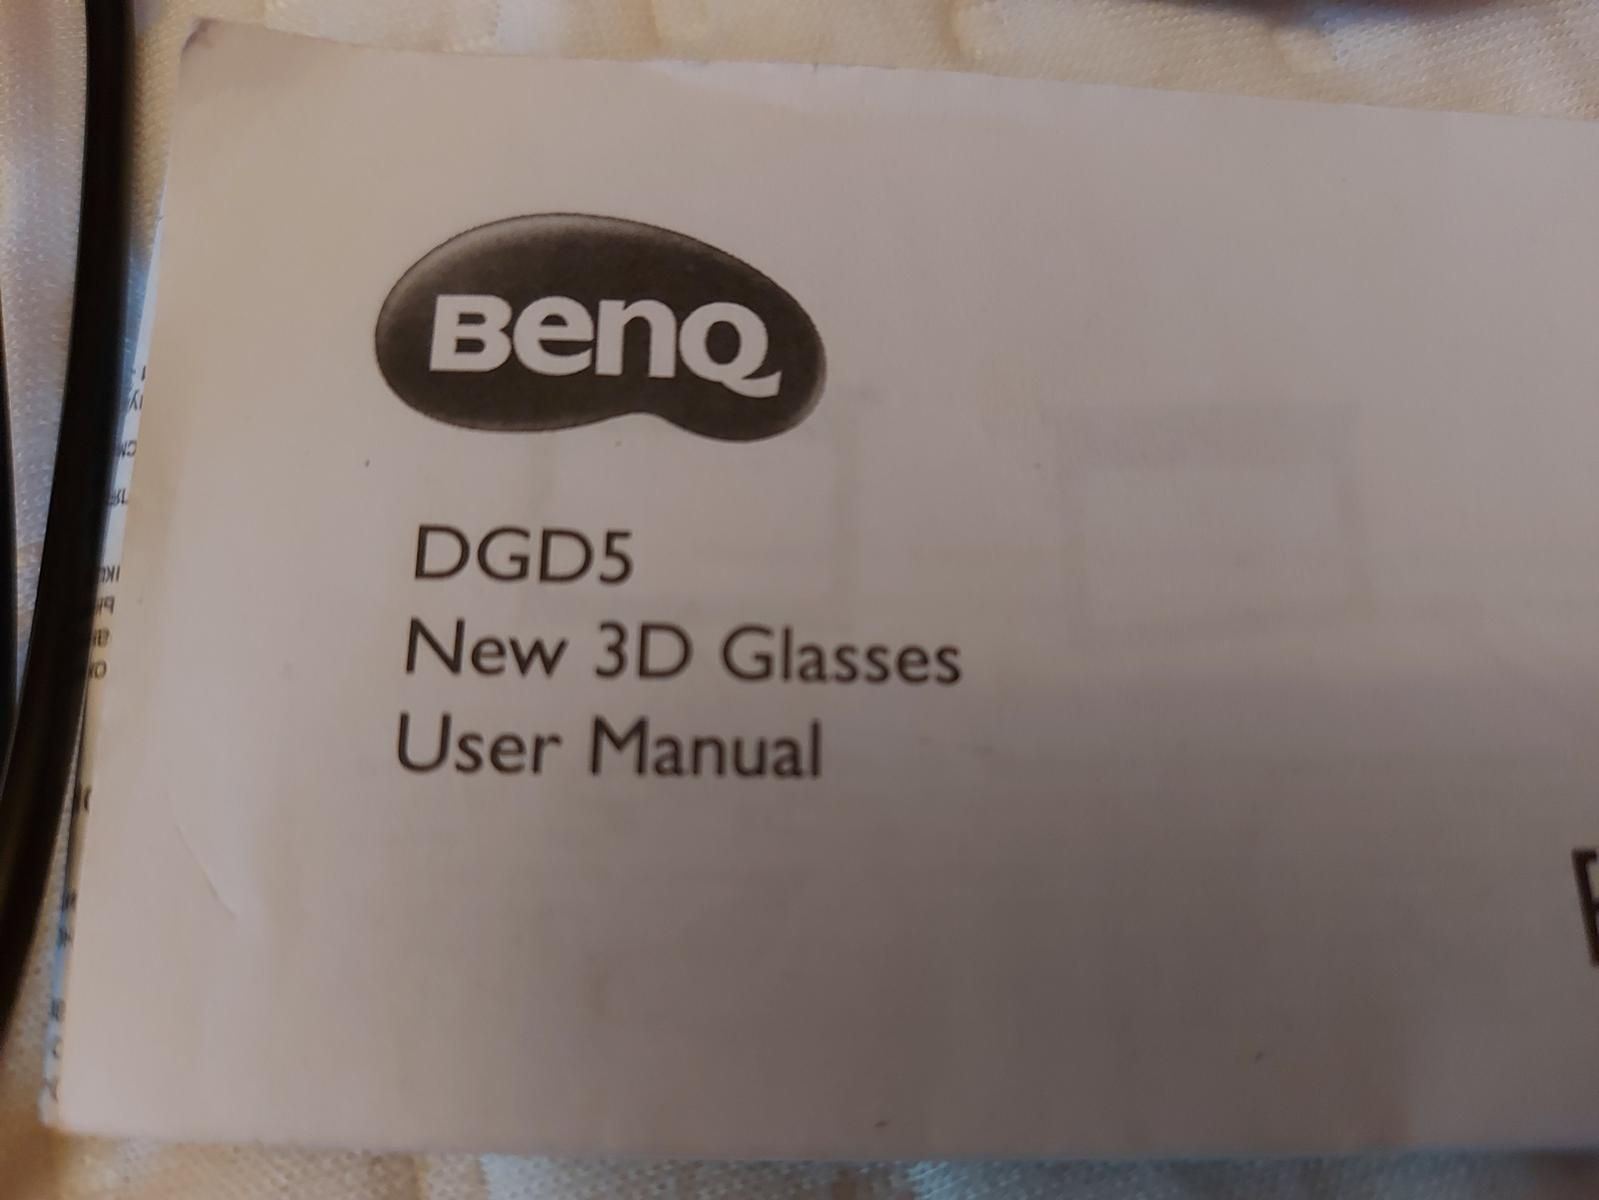 BenQ
DGD5
New 3D Glasses
User Manual